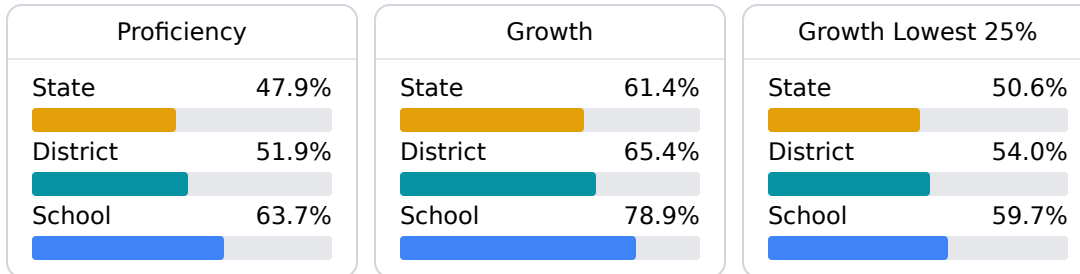 Proficiency
State 47.9%
District 51.9%
School 63.7%
Growth
State 61.4%
District 65.4%
School 78.9%
Growth Lowest 25%
State 50.6%
District 54.0%
School 59.7%